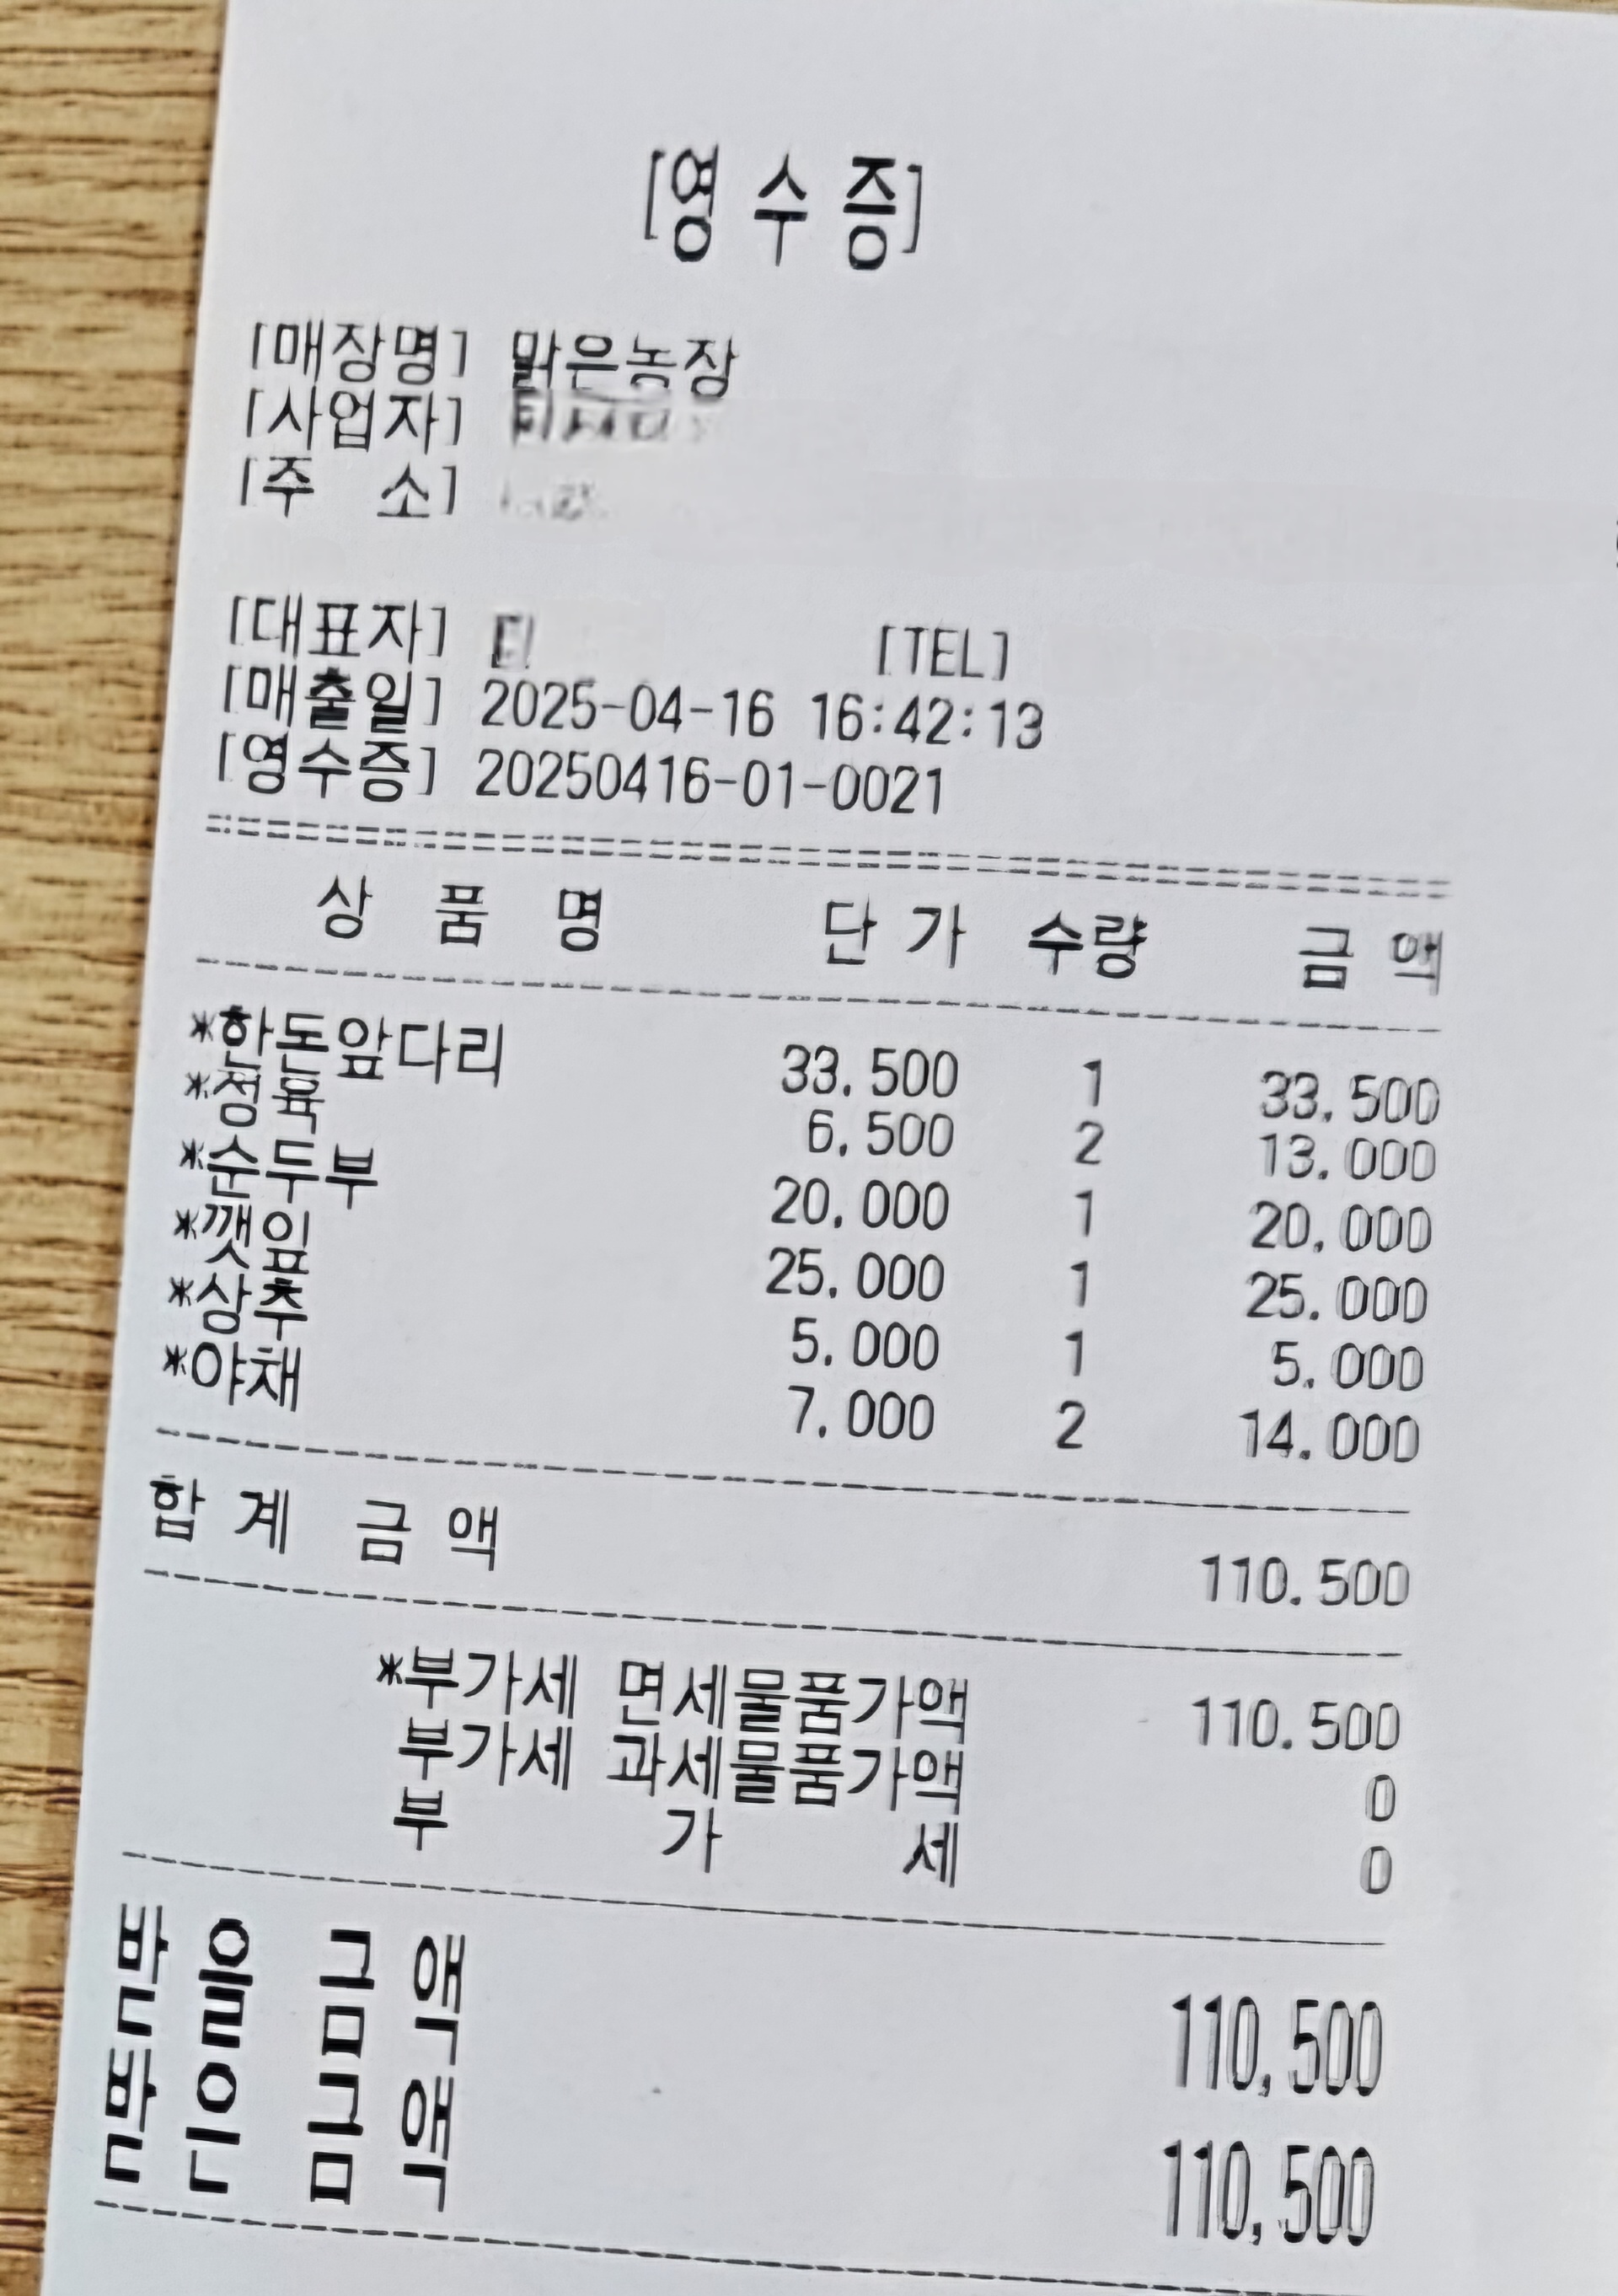 [영 수 증]
[매장명] 맑은농장
[사업자]
[주 소]
[대표자] [TEL]
[매출일] 2025-04-16 16:42:13
[영수증] 20250416-01-0021
상 품 명 단 가 수량 금 액
*한돈앞다리 33.500 1 33.500
*정육 6.500 2 13.000
*순두부 20.000 1 20.000
*깻잎 25.000 1 25.000
*상추 5.000 1 5.000
*야채 7.000 2 14.000
합 계 금 액 110.500
*부가세 면세물품가액 110.500
부가세 과세물품가액 0
부 가 세 0
받 을 금 액 110,500
받 은 금 액 110,500